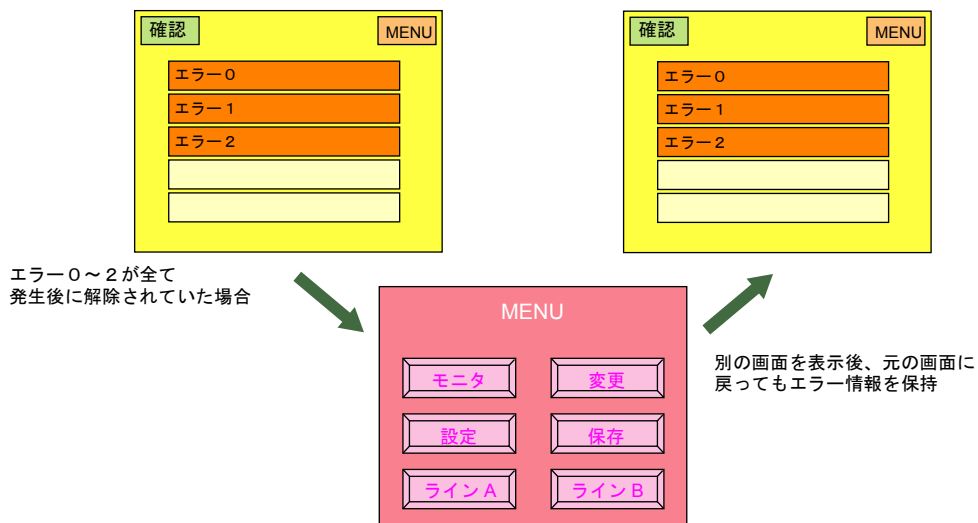 確認
MENU
エラー０
エラー１
エラー２
確認
MENU
エラー０
エラー１
エラー２
エラー０～２が全て
発生後に解除されていた場合
MENU
モニタ
変更
設定
保存
ライン A
ライン B
別の画面を表示後、元の画面に
戻ってもエラー情報を保持